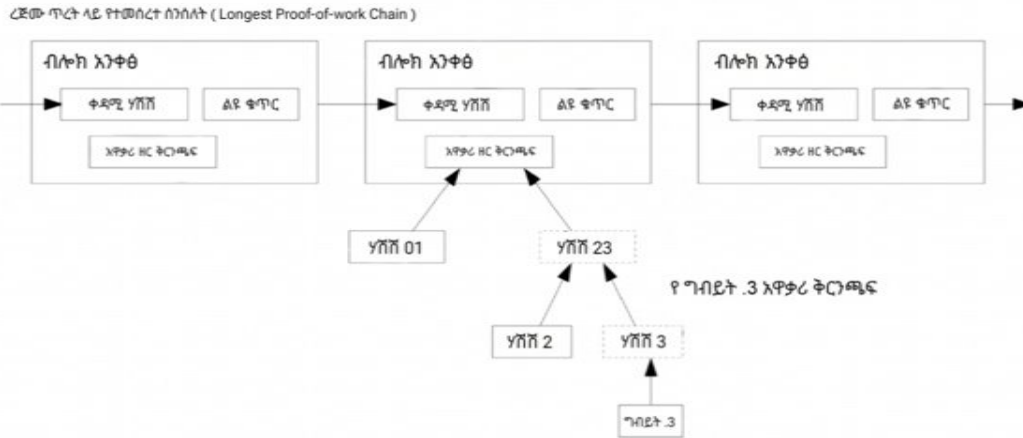 ረጅሙ ጥረት ላይ የተመሰረተ ሰንሰለት ( Longest Proof-of-work Chain )
ብሎክ አንቀፅ
ቀዳሚ ሃሽሽ
ልዩ ቁጥር
አዋቃሪ ዘር ቅርንጫፍ
ብሎክ አንቀፅ
ቀዳሚ ሃሽሽ
ልዩ ቁጥር
አዋቃሪ ዘር ቅርንጫፍ
ብሎክ አንቀፅ
ቀዳሚ ሃሽሽ
ልዩ ቁጥር
አዋቃሪ ዘር ቅርንጫፍ
ሃሽሽ 01
ሃሽሽ 23
የ ግብይት .3 አዋቃሪ ቅርንጫፍ
ሃሽሽ 2
ሃሽሽ 3
ግብይት .3